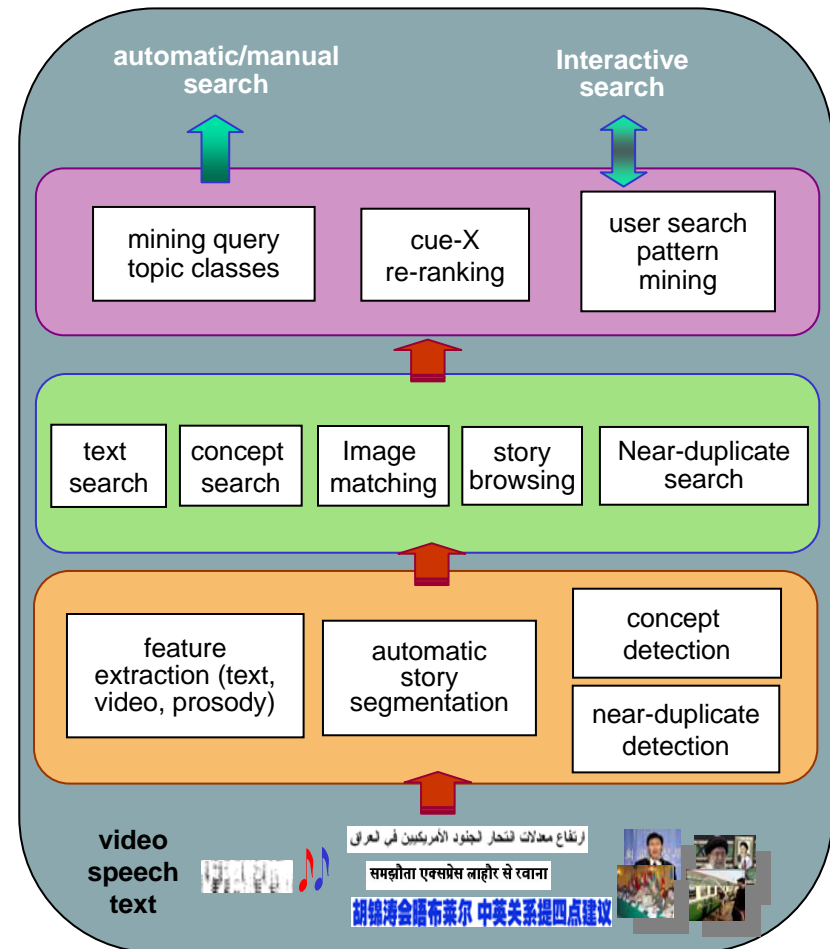 automatic/manual
search
Interactive
search
mining query
topic classes
cue-X
re-ranking
user search
pattern
mining
text
search
concept
search
Image
matching
story
browsing
Near-duplicate
search
feature
extraction (text,
video, prosody)
automatic
story
segmentation
concept
detection
near-duplicate
detection
video
speech
text
ارتفاع معدلات انتحار الجنود الأمريكيين في العراق
समझौता एक्सप्रेस लाहौर से रवाना
胡锦涛会晤布莱尔 中英关系提四点建议